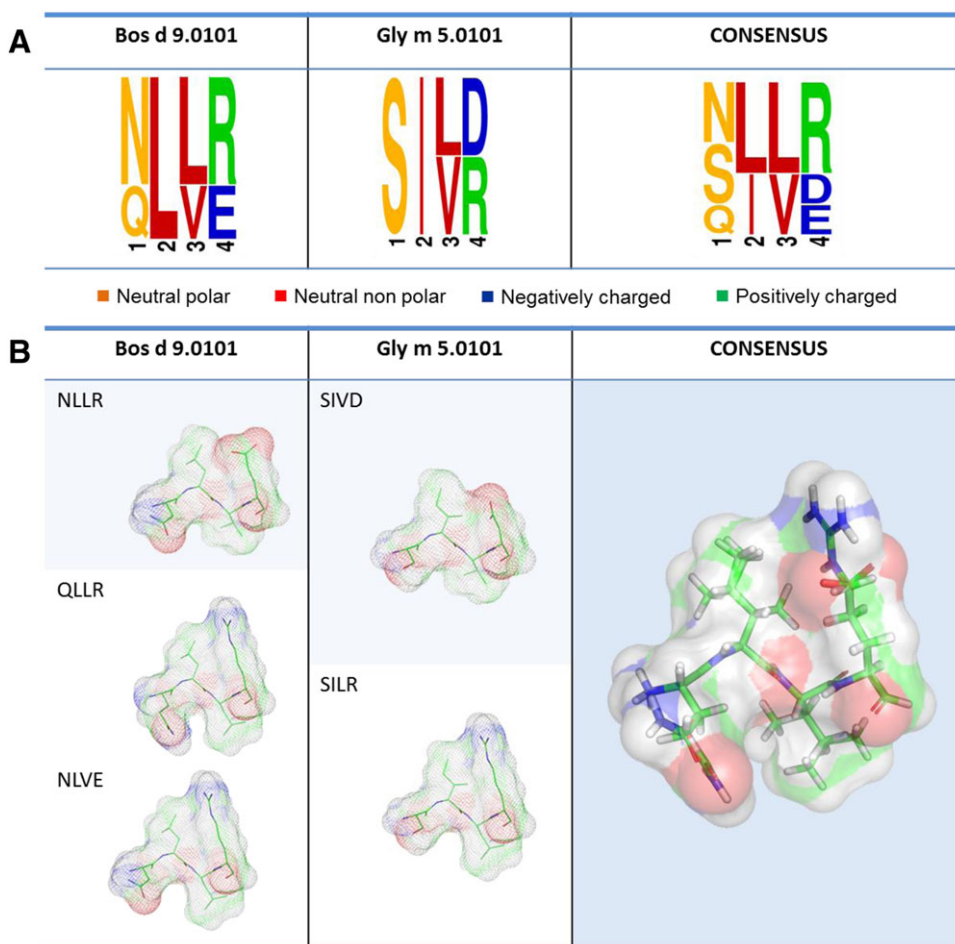 A
Bos d 9.0101 Gly m 5.0101 CONSENSUS
N L L R S I L D N L L R
Q V E V R S I V D
Q E
1 2 3 4 1 2 3 4 1 2 3 4
Neutral polar Neutral non polar Negatively charged Positively charged
B
Bos d 9.0101 Gly m 5.0101 CONSENSUS
NLLR SIVD
QLLR
SILR
NLVE